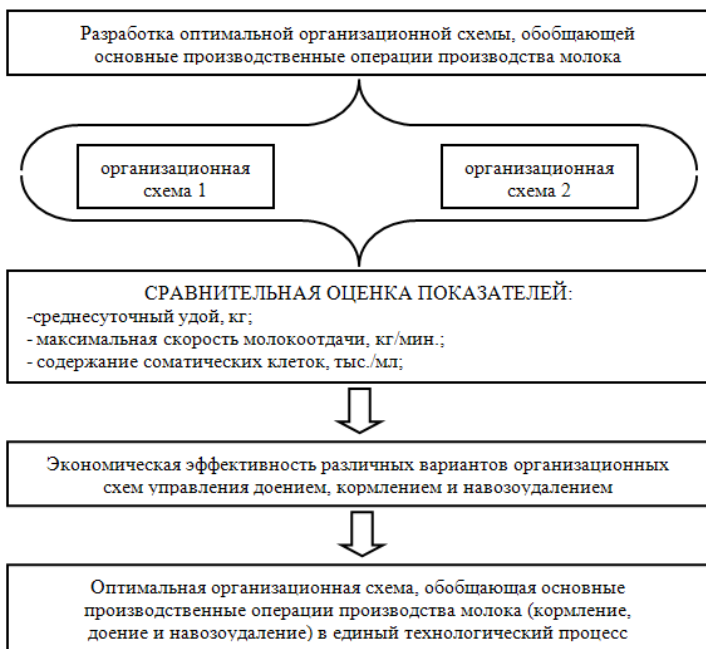 Разработка оптимальной организационной схемы, обобщающей
основные производственные операции производства молока
организационная
схема 1
организационная
схема 2
СРАВНИТЕЛЬНАЯ ОЦЕНКА ПОКАЗАТЕЛЕЙ:
-среднесуточный удой, кг;
- максимальная скорость молокоотдачи, кг/мин.;
- содержание соматических клеток, тыс./мл;
Экономическая эффективность различных вариантов организационных
схем управления доением, кормлением и навозоудалением
Оптимальная организационная схема, обобщающая основные
производственные операции производства молока (кормление,
доение и навозоудаление) в единый технологический процесс